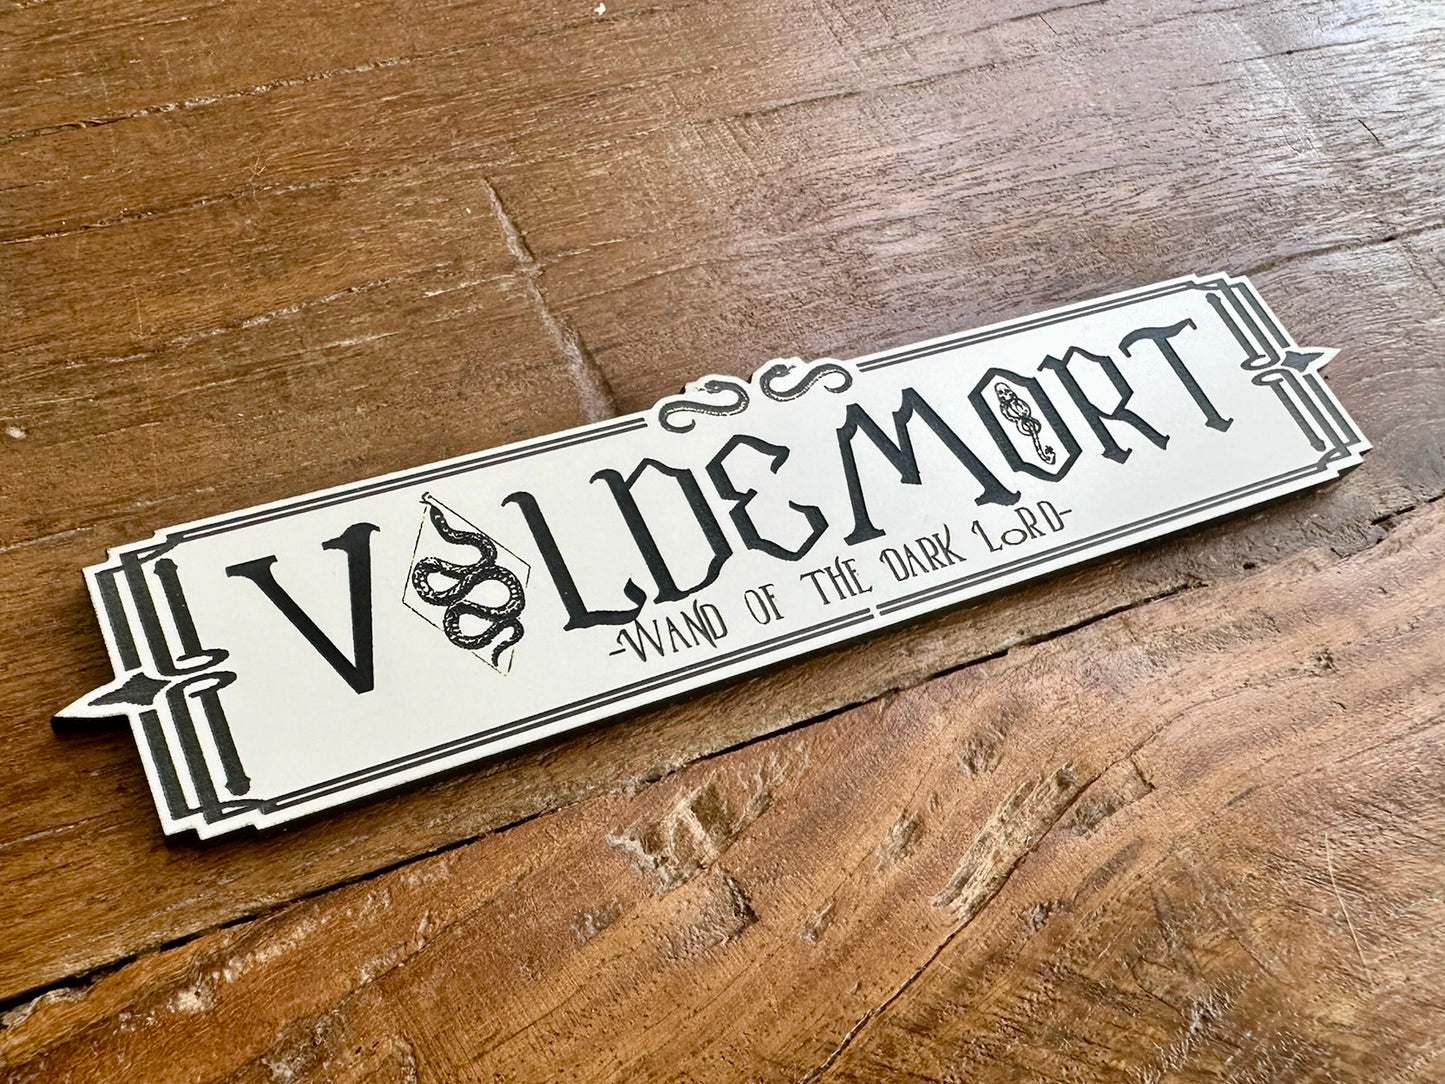 VOLDEMORT
-WAND OF THE DARK LORD-